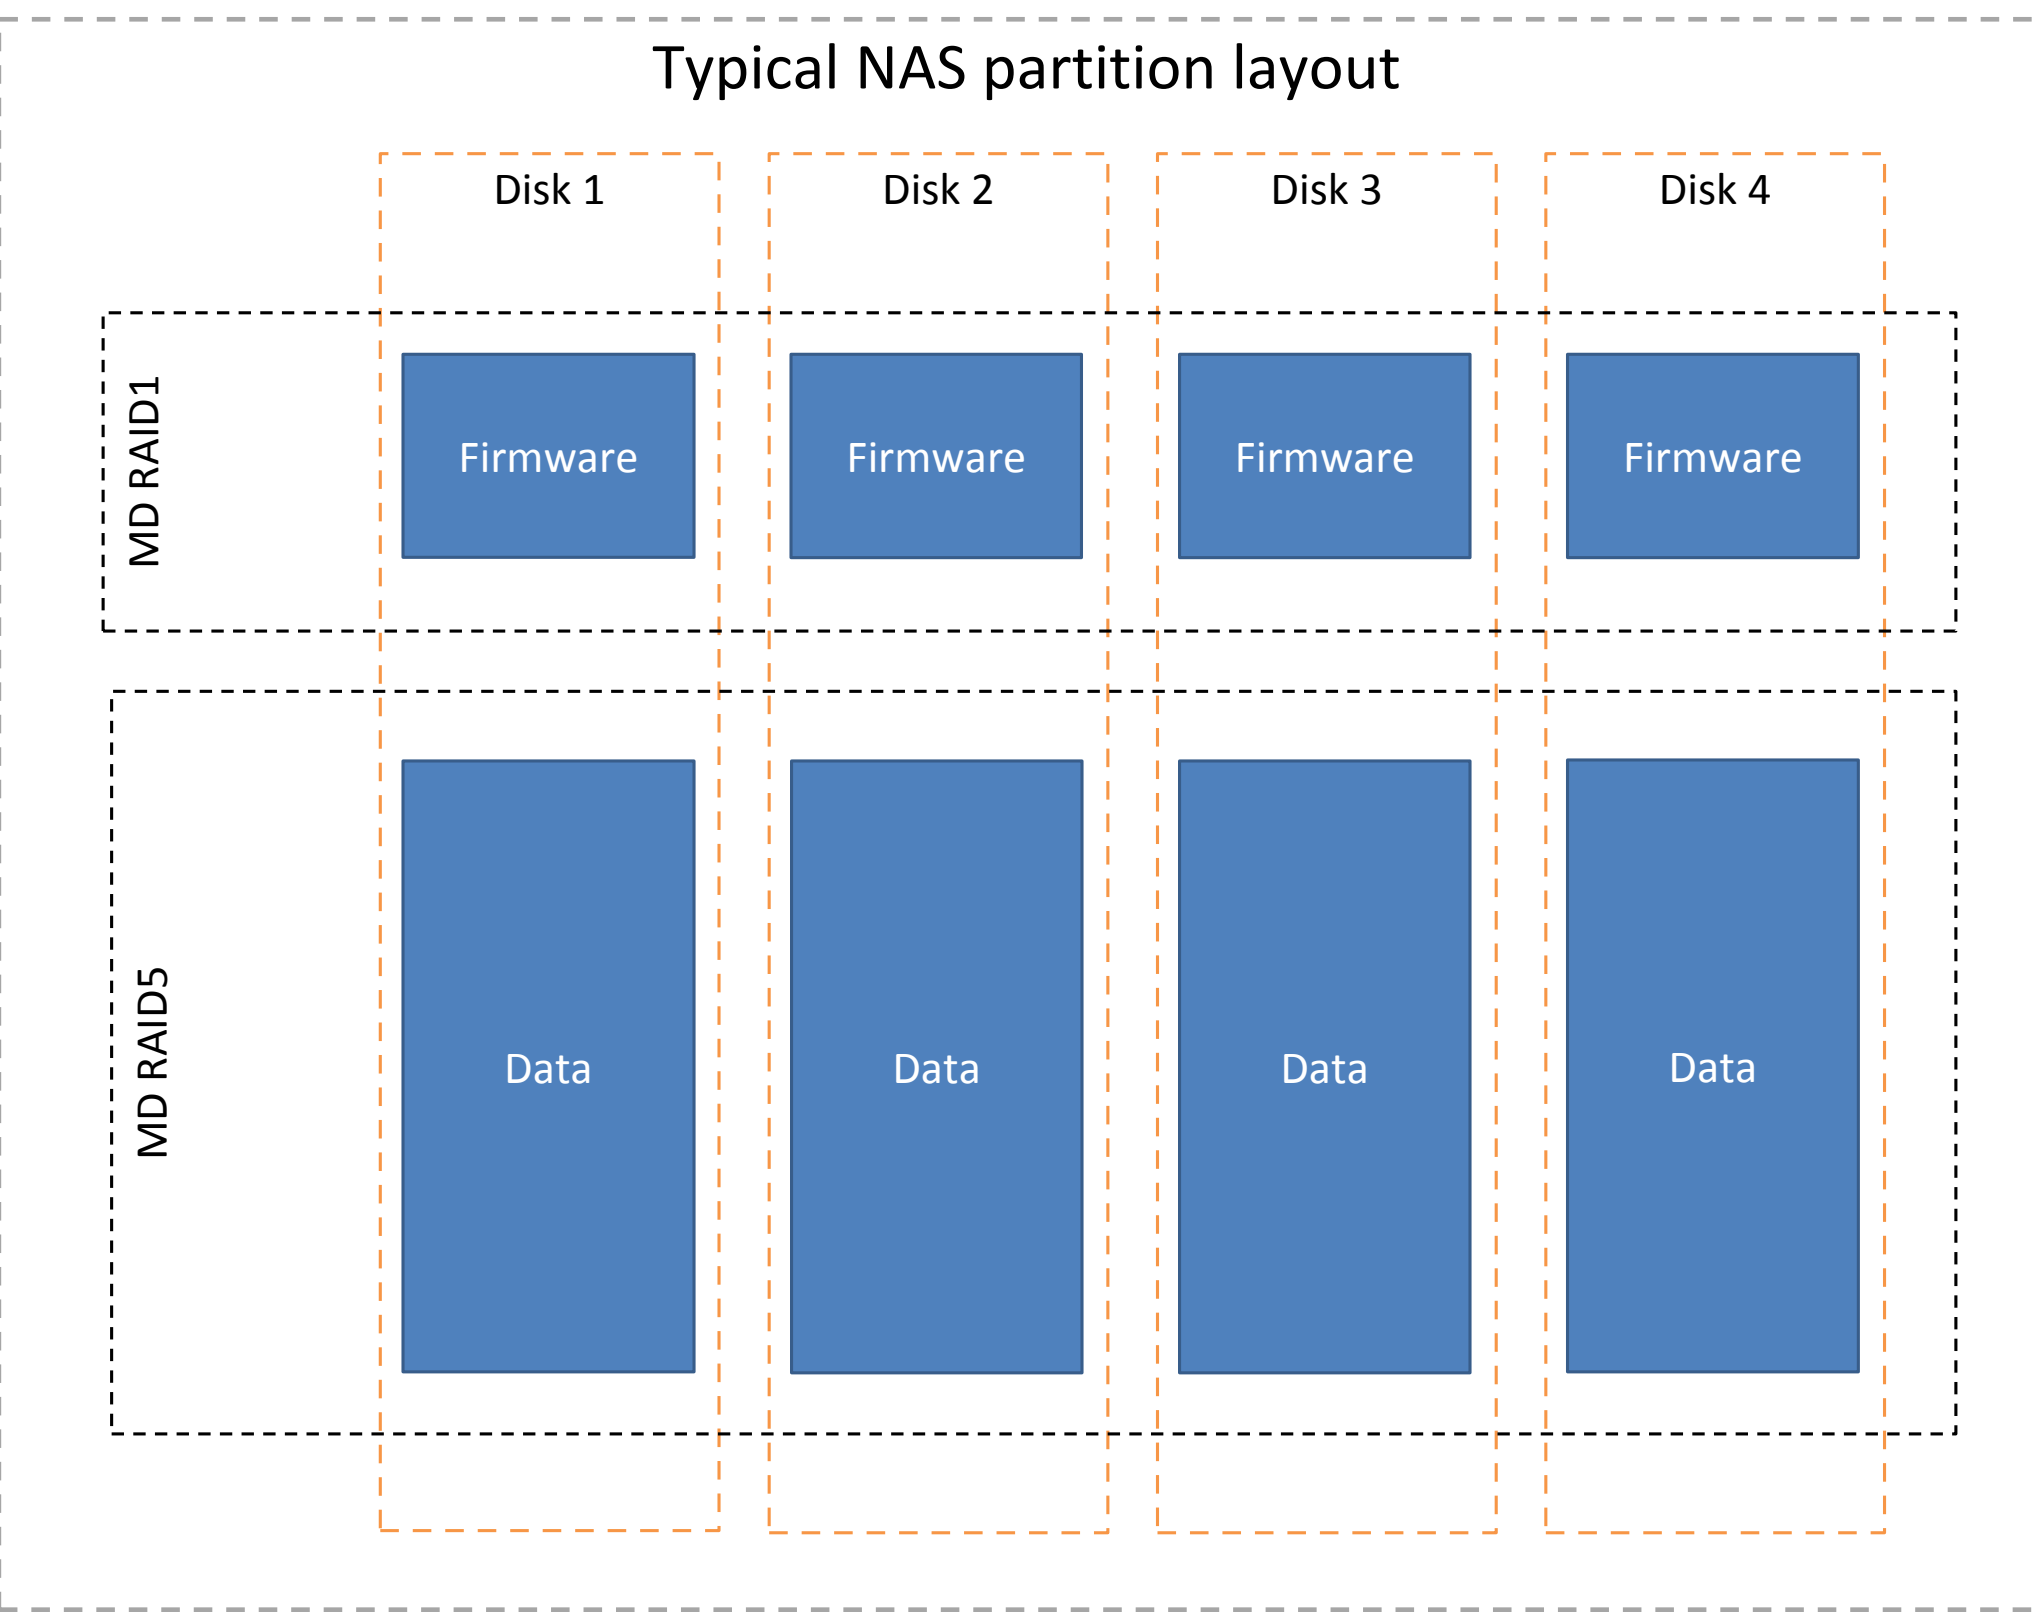 Typical NAS partition layout
Disk 1
Disk 2
Disk 3
Disk 4
MD RAID1
Firmware
Firmware
Firmware
Firmware
MD RAID5
Data
Data
Data
Data